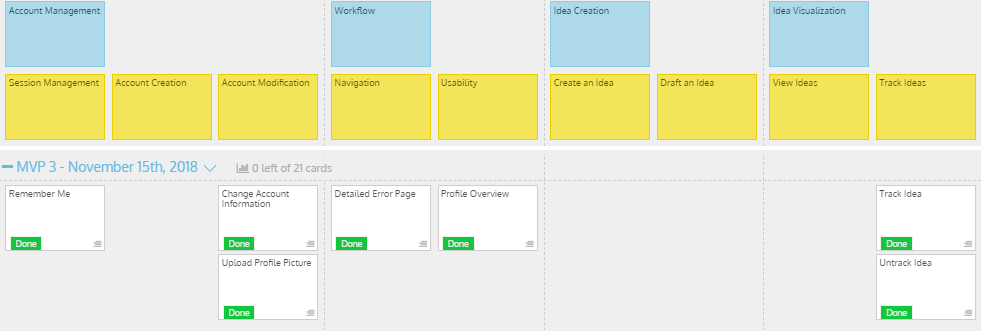 Account Management
Workflow
Idea Creation
Idea Visualization
Session Management
Account Creation
Account Modification
Navigation
Usability
Create an Idea
Draft an Idea
View Ideas
Track Ideas
MVP 3 - November 15th, 2018
0 left of 21 cards
Remember Me
Done
Change Account
Information
Done
Detailed Error Page
Done
Profile Overview
Done
Track Idea
Done
Upload Profile Picture
Done
Untrack Idea
Done